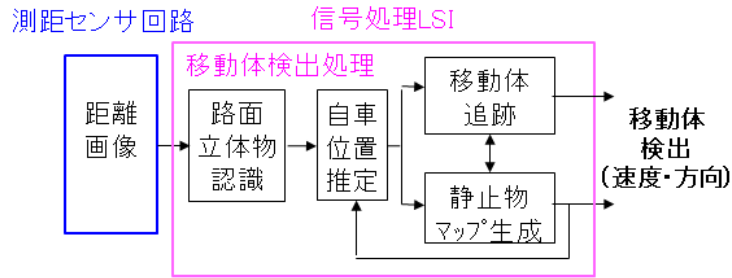 測距センサ回路
信号処理LSI
移動体検出処理
距離
画像
路面
立体物
認識
自車
位置
推定
移動体
追跡
静止物
マップ生成
移動体
検出
(速度・方向)